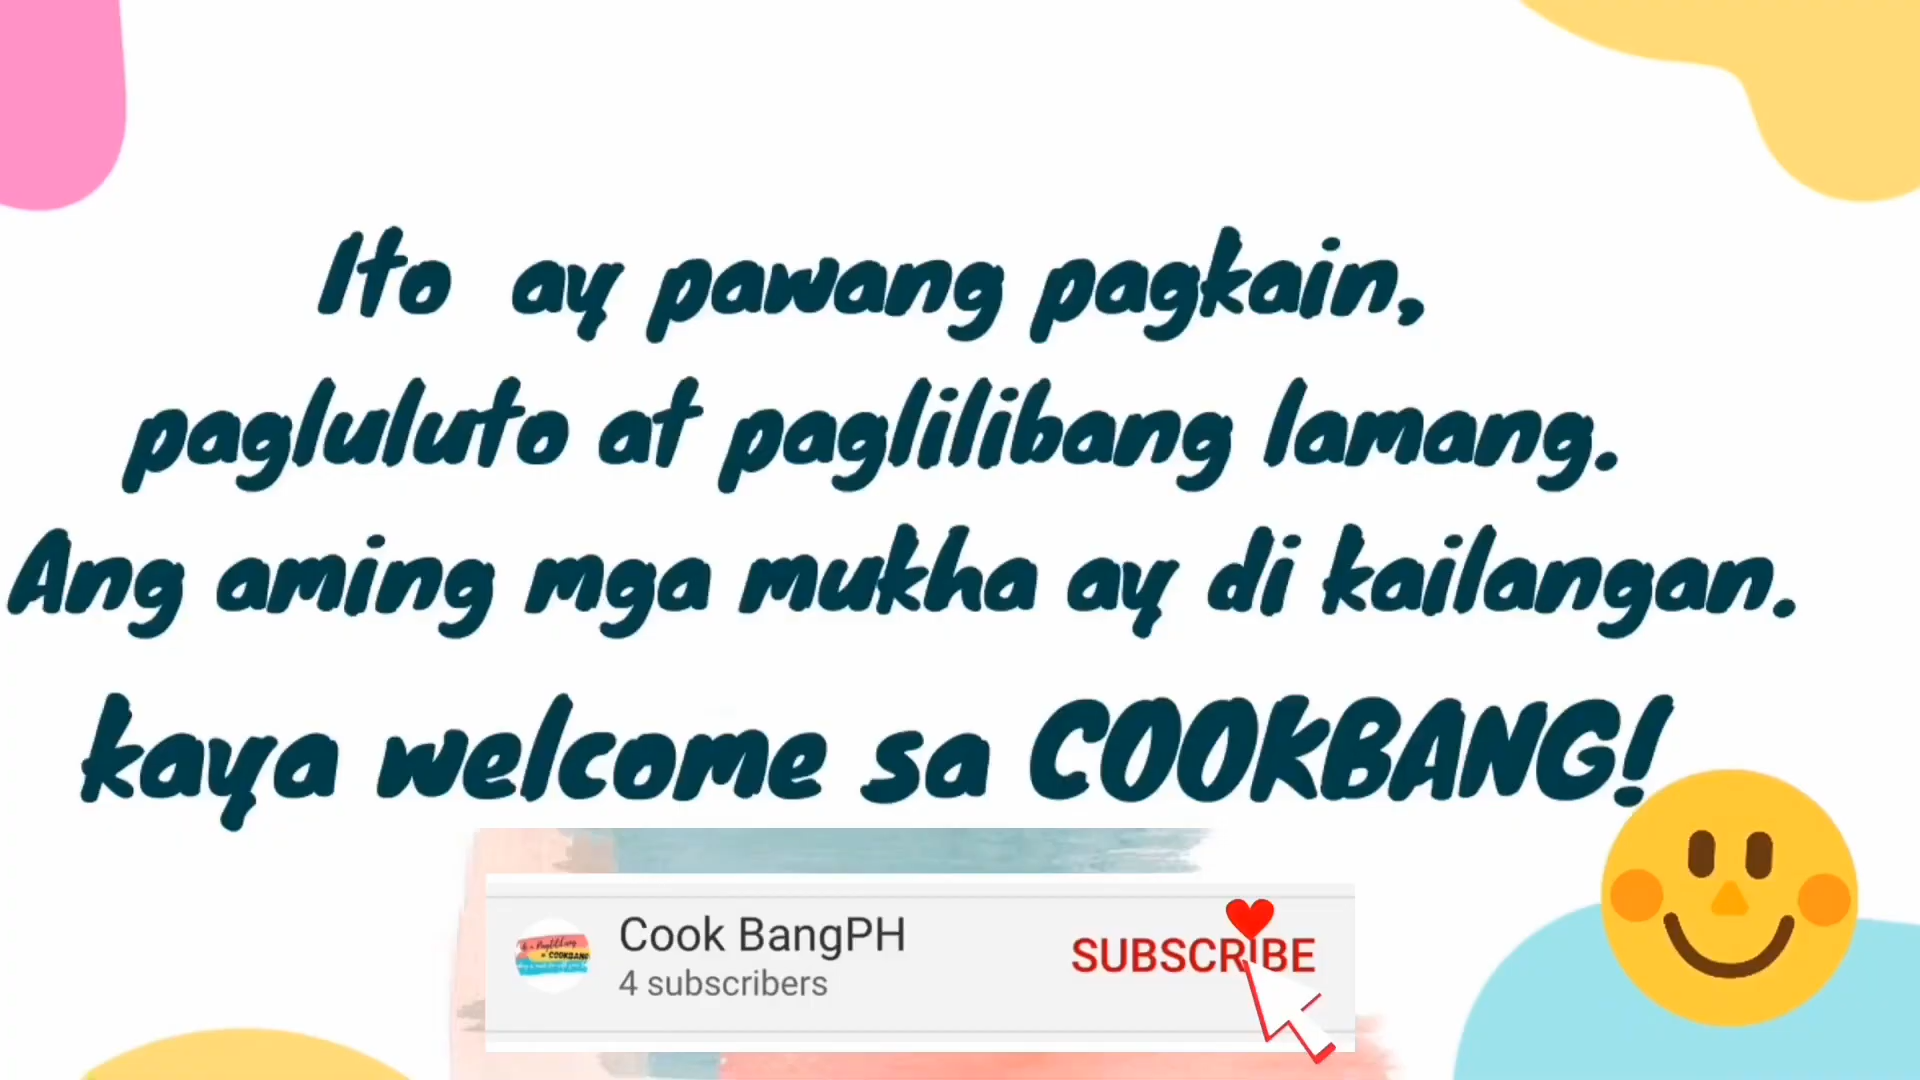 Ito ay pawang pagkain,
pagluluto at paglilibang lamang.
Ang aming mga mukha ay di kailangan.
kaya welcome sa COOKBANG!
Cook BangPH
4 subscribers
SUBSCRIBE
COOKBANG